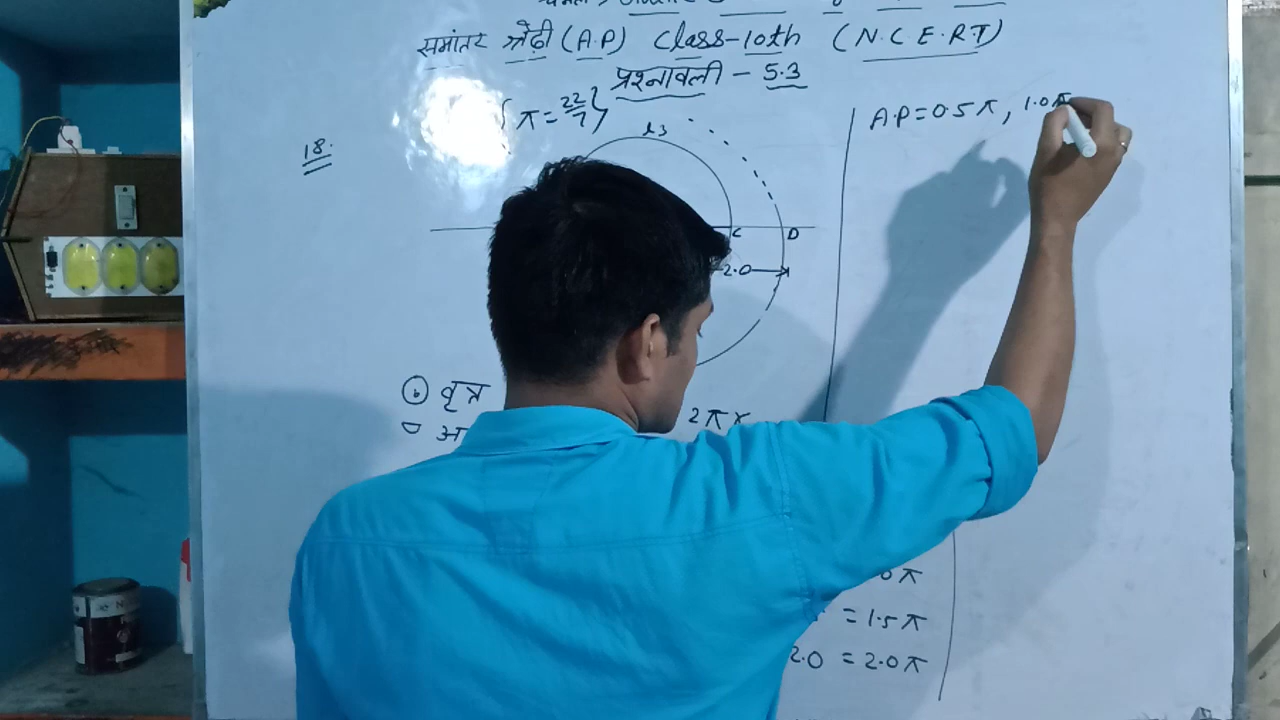 समांतर श्रेढ़ी (A.P) Class-10th (N.C.E.R.T)
प्रश्नावली - 5.3
{π = 22/7}
18.
l3
C D
2.0
वृत्त
2πr
= 1.5π
2.0 = 2.0π
A.P = 0.5π, 1.0π